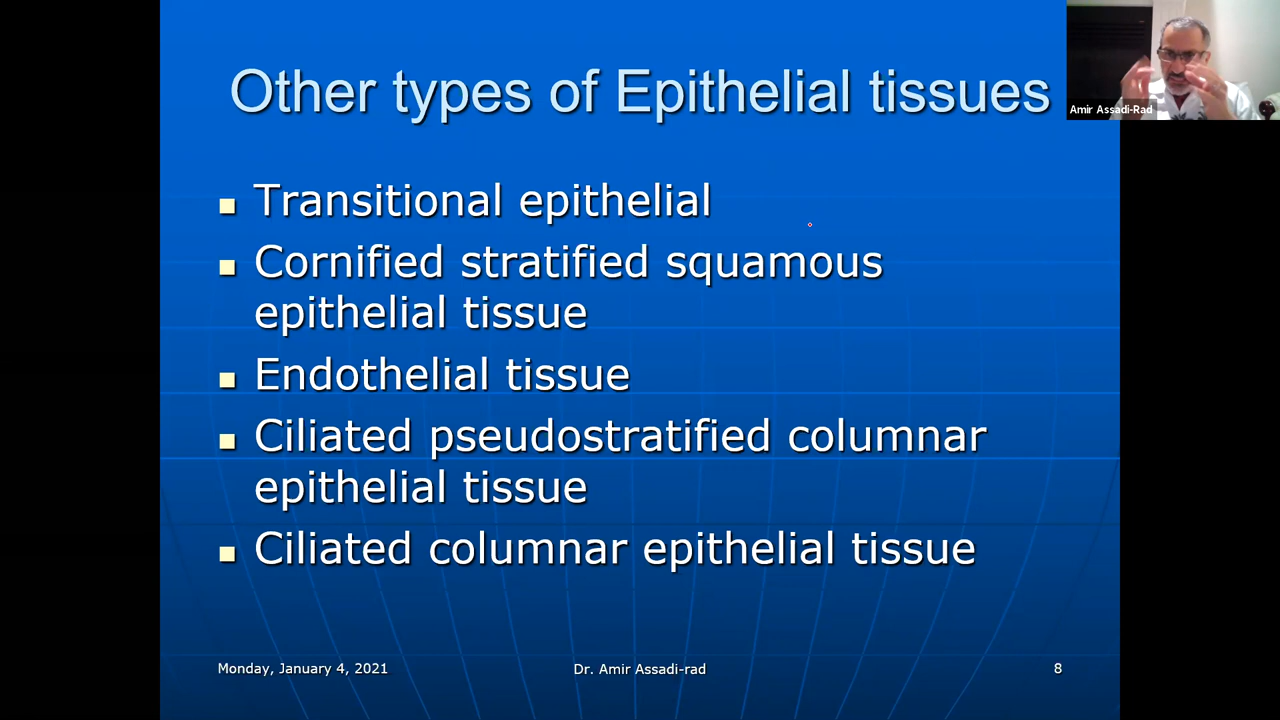 Other types of Epithelial tissues
Amir Assadi-Rad
Transitional epithelial
Cornified stratified squamous
epithelial tissue
Endothelial tissue
Ciliated pseudostratified columnar
epithelial tissue
Ciliated columnar epithelial tissue
Monday, January 4, 2021
Dr. Amir Assadi-rad
8